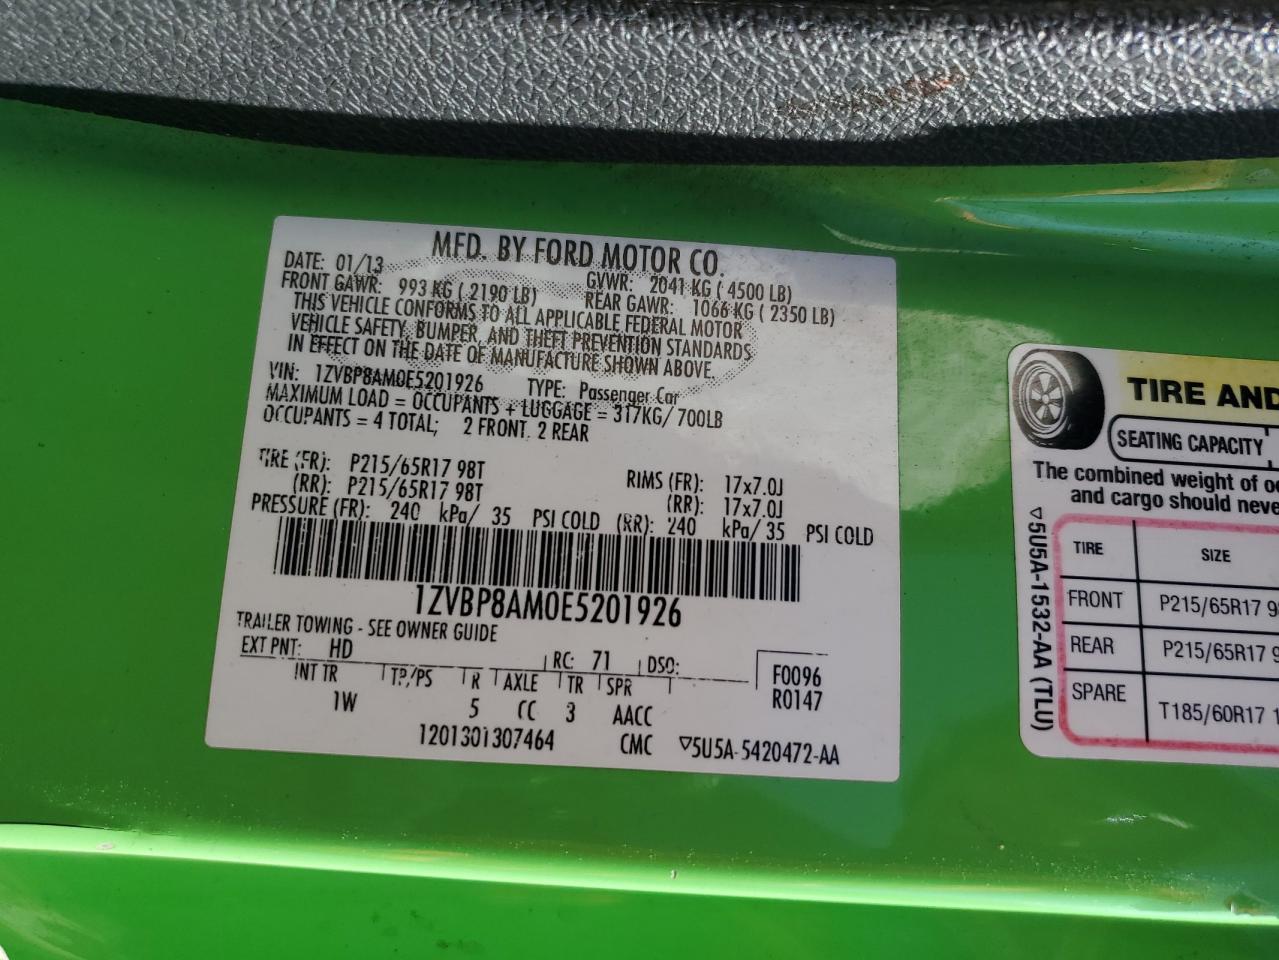 MFD. BY FORD MOTOR CO.
DATE: 01/13 GVWR: 2041 KG ( 4500 LB)
FRONT GAWR: 993 KG ( 2190 LB) REAR GAWR: 1066 KG ( 2350 LB)
THIS VEHICLE CONFORMS TO ALL APPLICABLE FEDERAL MOTOR
VEHICLE SAFETY, BUMPER, AND THEFT PREVENTION STANDARDS
IN EFFECT ON THE DATE OF MANUFACTURE SHOWN ABOVE.
VIN: 1ZVBP8AM0E5201926 TYPE: Passenger Car
MAXIMUM LOAD = OCCUPANTS + LUGGAGE = 317KG/ 700LB
OCCUPANTS = 4 TOTAL; 2 FRONT, 2 REAR
TIRE (FR): P215/65R17 98T RIMS (FR): 17x7.0J
(RR): P215/65R17 98T (RR): 17x7.0J
PRESSURE (FR): 240 kPa/ 35 PSI COLD (RR): 240 kPa/ 35 PSI COLD
1ZVBP8AM0E5201926
TRAILER TOWING - SEE OWNER GUIDE
EXT PNT: HD RC: 71 DSO: F0096
INT TR TP/PS R AXLE TR SPR R0147
1W 5 CC 3 AACC
1201301307464 CMC ▽5U5A-5420472-AA
TIRE AND
SEATING CAPACITY
The combined weight of oc
and cargo should neve
TIRE SIZE
FRONT P215/65R17 9
REAR P215/65R17 9
SPARE T185/60R17 1
▽5U5A-1532-AA (TLU)